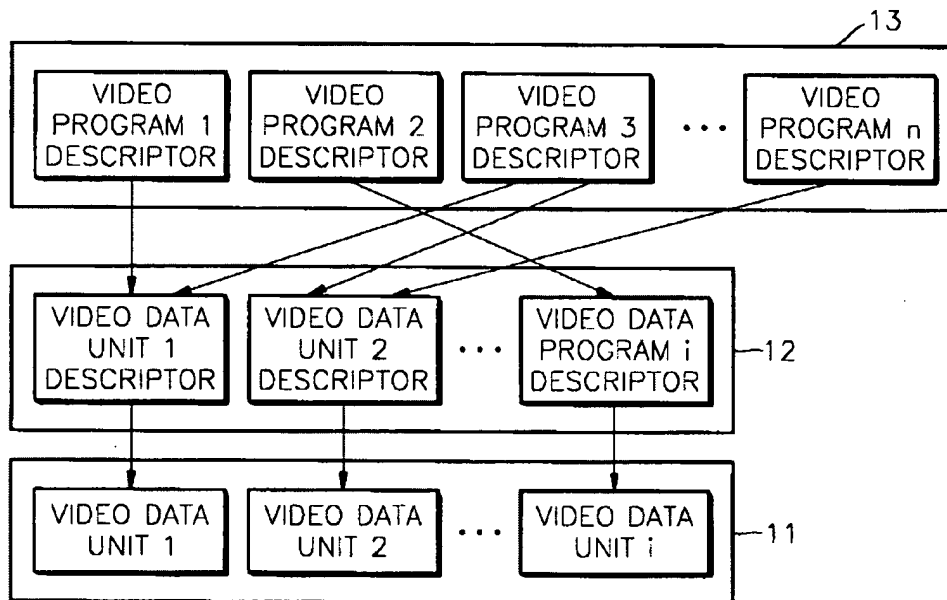 13
VIDEO
PROGRAM 1
DESCRIPTOR
VIDEO
PROGRAM 2
DESCRIPTOR
VIDEO
PROGRAM 3
DESCRIPTOR
...
VIDEO
PROGRAM n
DESCRIPTOR
VIDEO DATA
UNIT 1
DESCRIPTOR
VIDEO DATA
UNIT 2
DESCRIPTOR
...
VIDEO DATA
PROGRAM i
DESCRIPTOR
12
VIDEO DATA
UNIT 1
VIDEO DATA
UNIT 2
...
VIDEO DATA
UNIT i
11